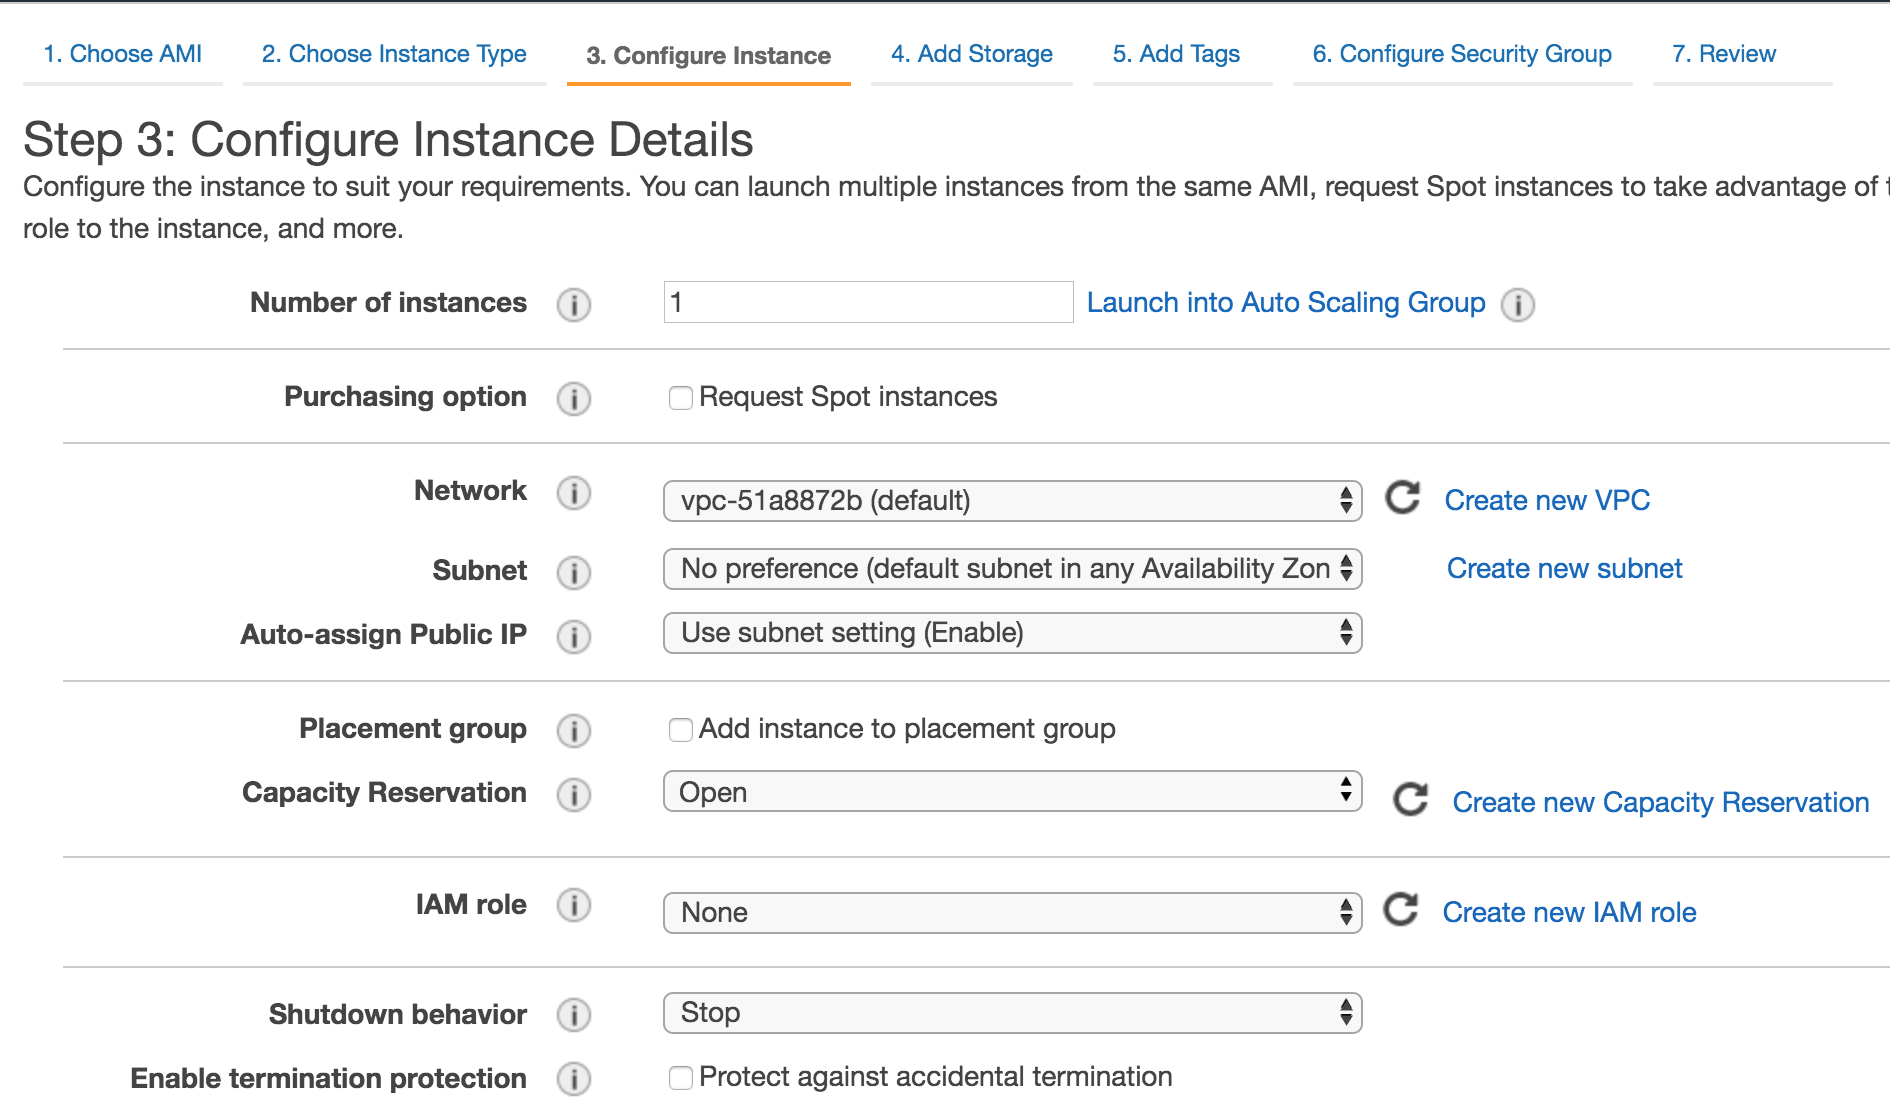 1. Choose AMI 2. Choose Instance Type 3. Configure Instance 4. Add Storage 5. Add Tags 6. Configure Security Group 7. Review
Step 3: Configure Instance Details
Configure the instance to suit your requirements. You can launch multiple instances from the same AMI, request Spot instances to take advantage of t
role to the instance, and more.
Number of instances i 1 Launch into Auto Scaling Group i
Purchasing option i Request Spot instances
Network i vpc-51a8872b (default) Create new VPC
Subnet i No preference (default subnet in any Availability Zon Create new subnet
Auto-assign Public IP i Use subnet setting (Enable)
Placement group i Add instance to placement group
Capacity Reservation i Open Create new Capacity Reservation
IAM role i None Create new IAM role
Shutdown behavior i Stop
Enable termination protection i Protect against accidental termination